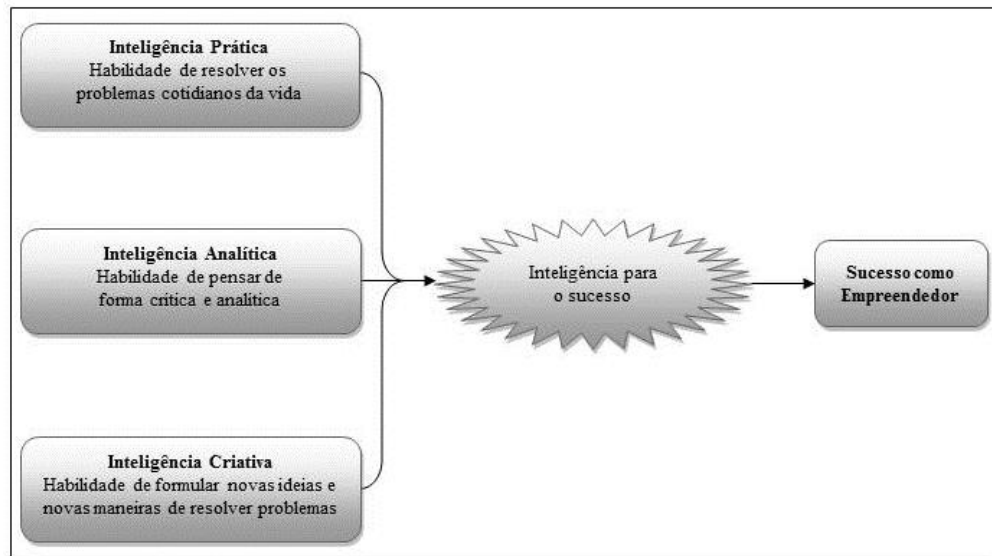 Inteligência Prática
Habilidade de resolver os
problemas cotidianos da vida
Inteligência Analítica
Habilidade de pensar de
forma critica e analítica
Inteligência Criativa
Habilidade de formular novas ideias e
novas maneiras de resolver problemas
Inteligência para
o sucesso
Sucesso como
Empreendedor